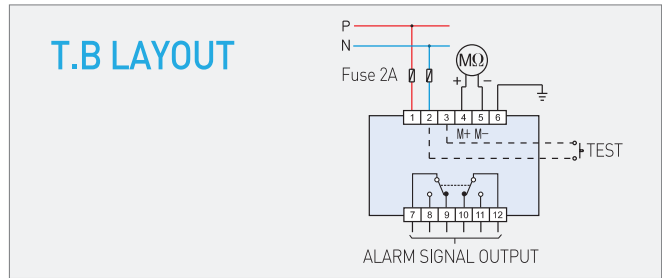 T.B LAYOUT
P
N
Fuse 2A
MΩ
+ −
1 2 3 4 5 6
M+ M-
TEST
7 8 9 10 11 12
ALARM SIGNAL OUTPUT